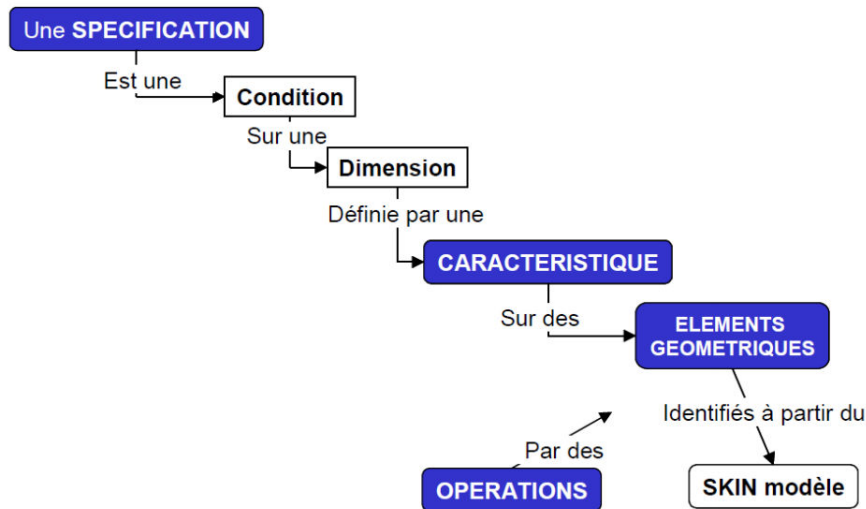 Une SPECIFICATION
Est une
Condition
Sur une
Dimension
Définie par une
CARACTERISTIQUE
Sur des
ELEMENTS
GEOMETRIQUES
Identifiés à partir du
Par des
OPERATIONS
SKIN modèle